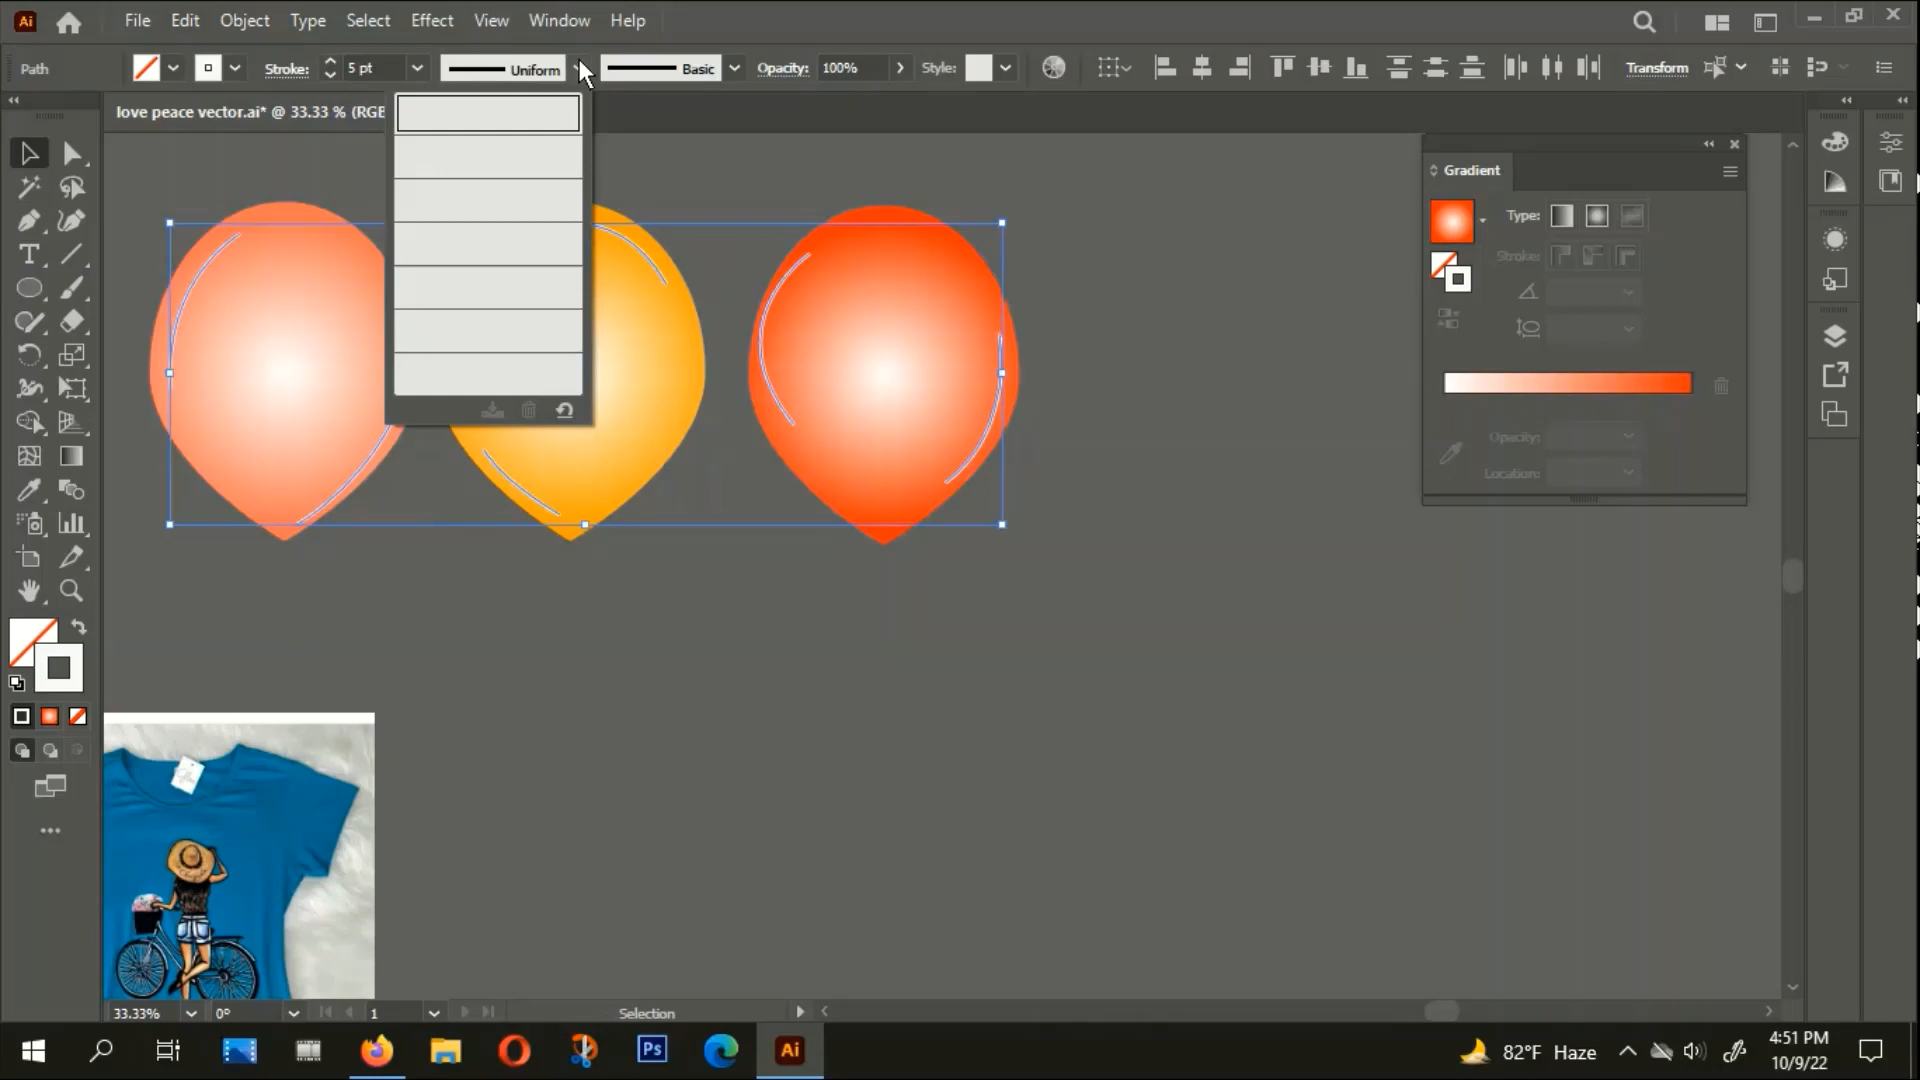 Ai File Edit Object Type Select Effect View Window Help
Path Stroke: 5 pt Uniform Basic Opacity: 100% Style: Transform
love peace vector.ai* @ 33.33 % (RGB
Gradient
Type:
Stroke:
Opacity:
Location:
33.33% 0° 1 Selection
Ps Ai 82°F Haze 4:51 PM
10/9/22